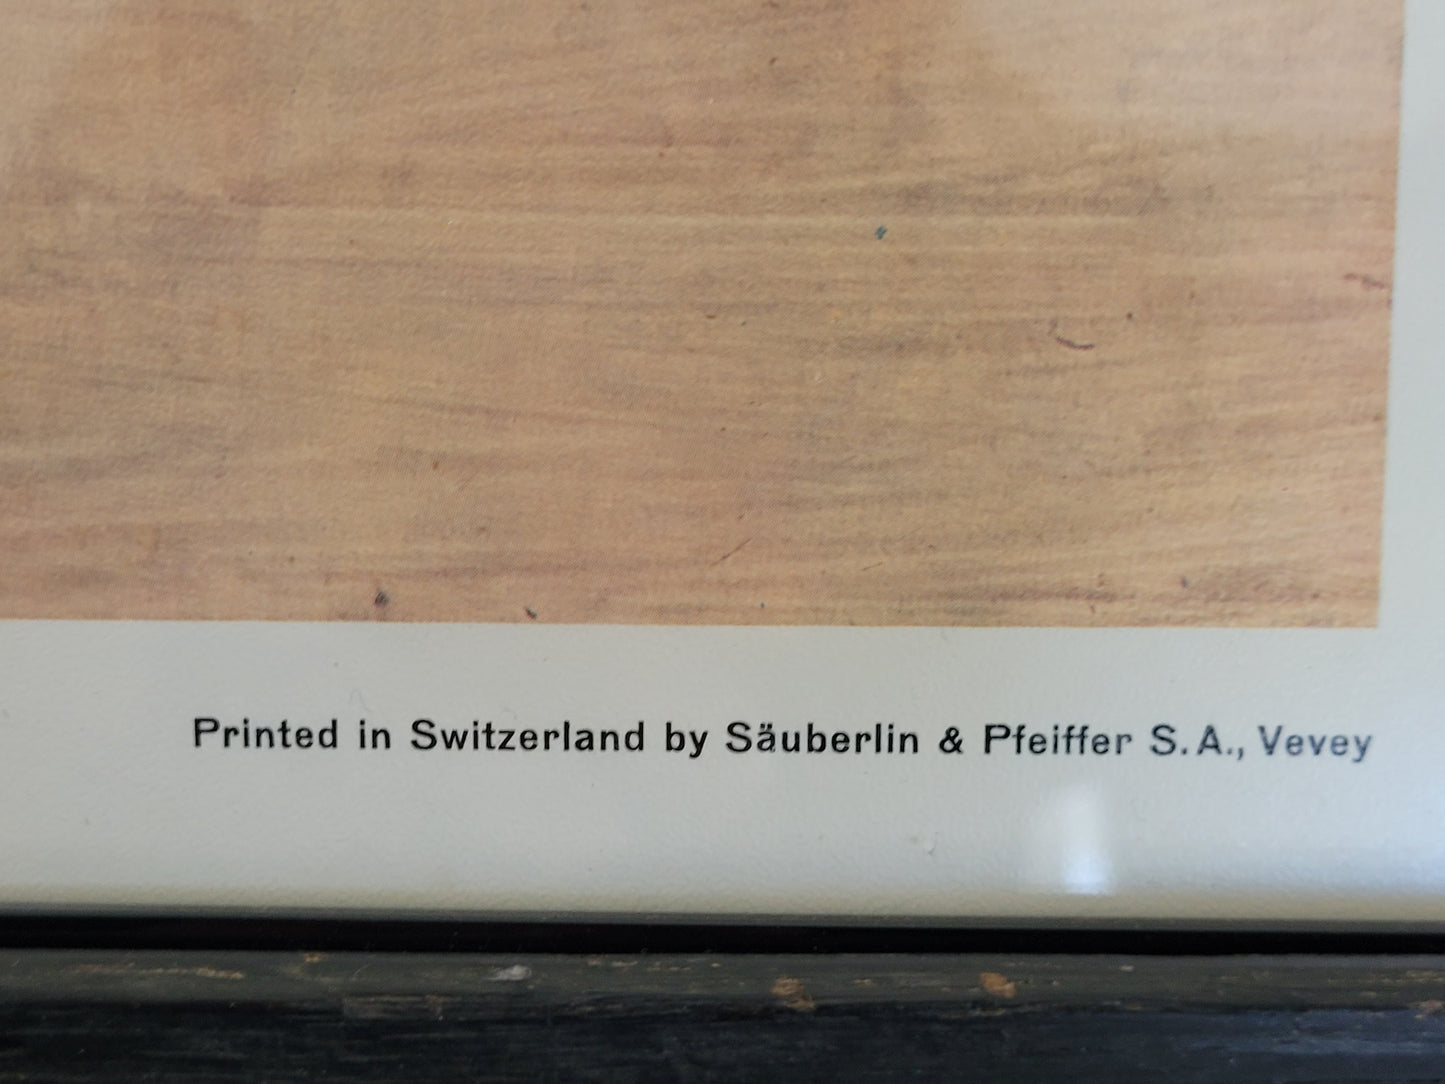 Printed in Switzerland by Säuberlin & Pfeiffer S.A., Vevey